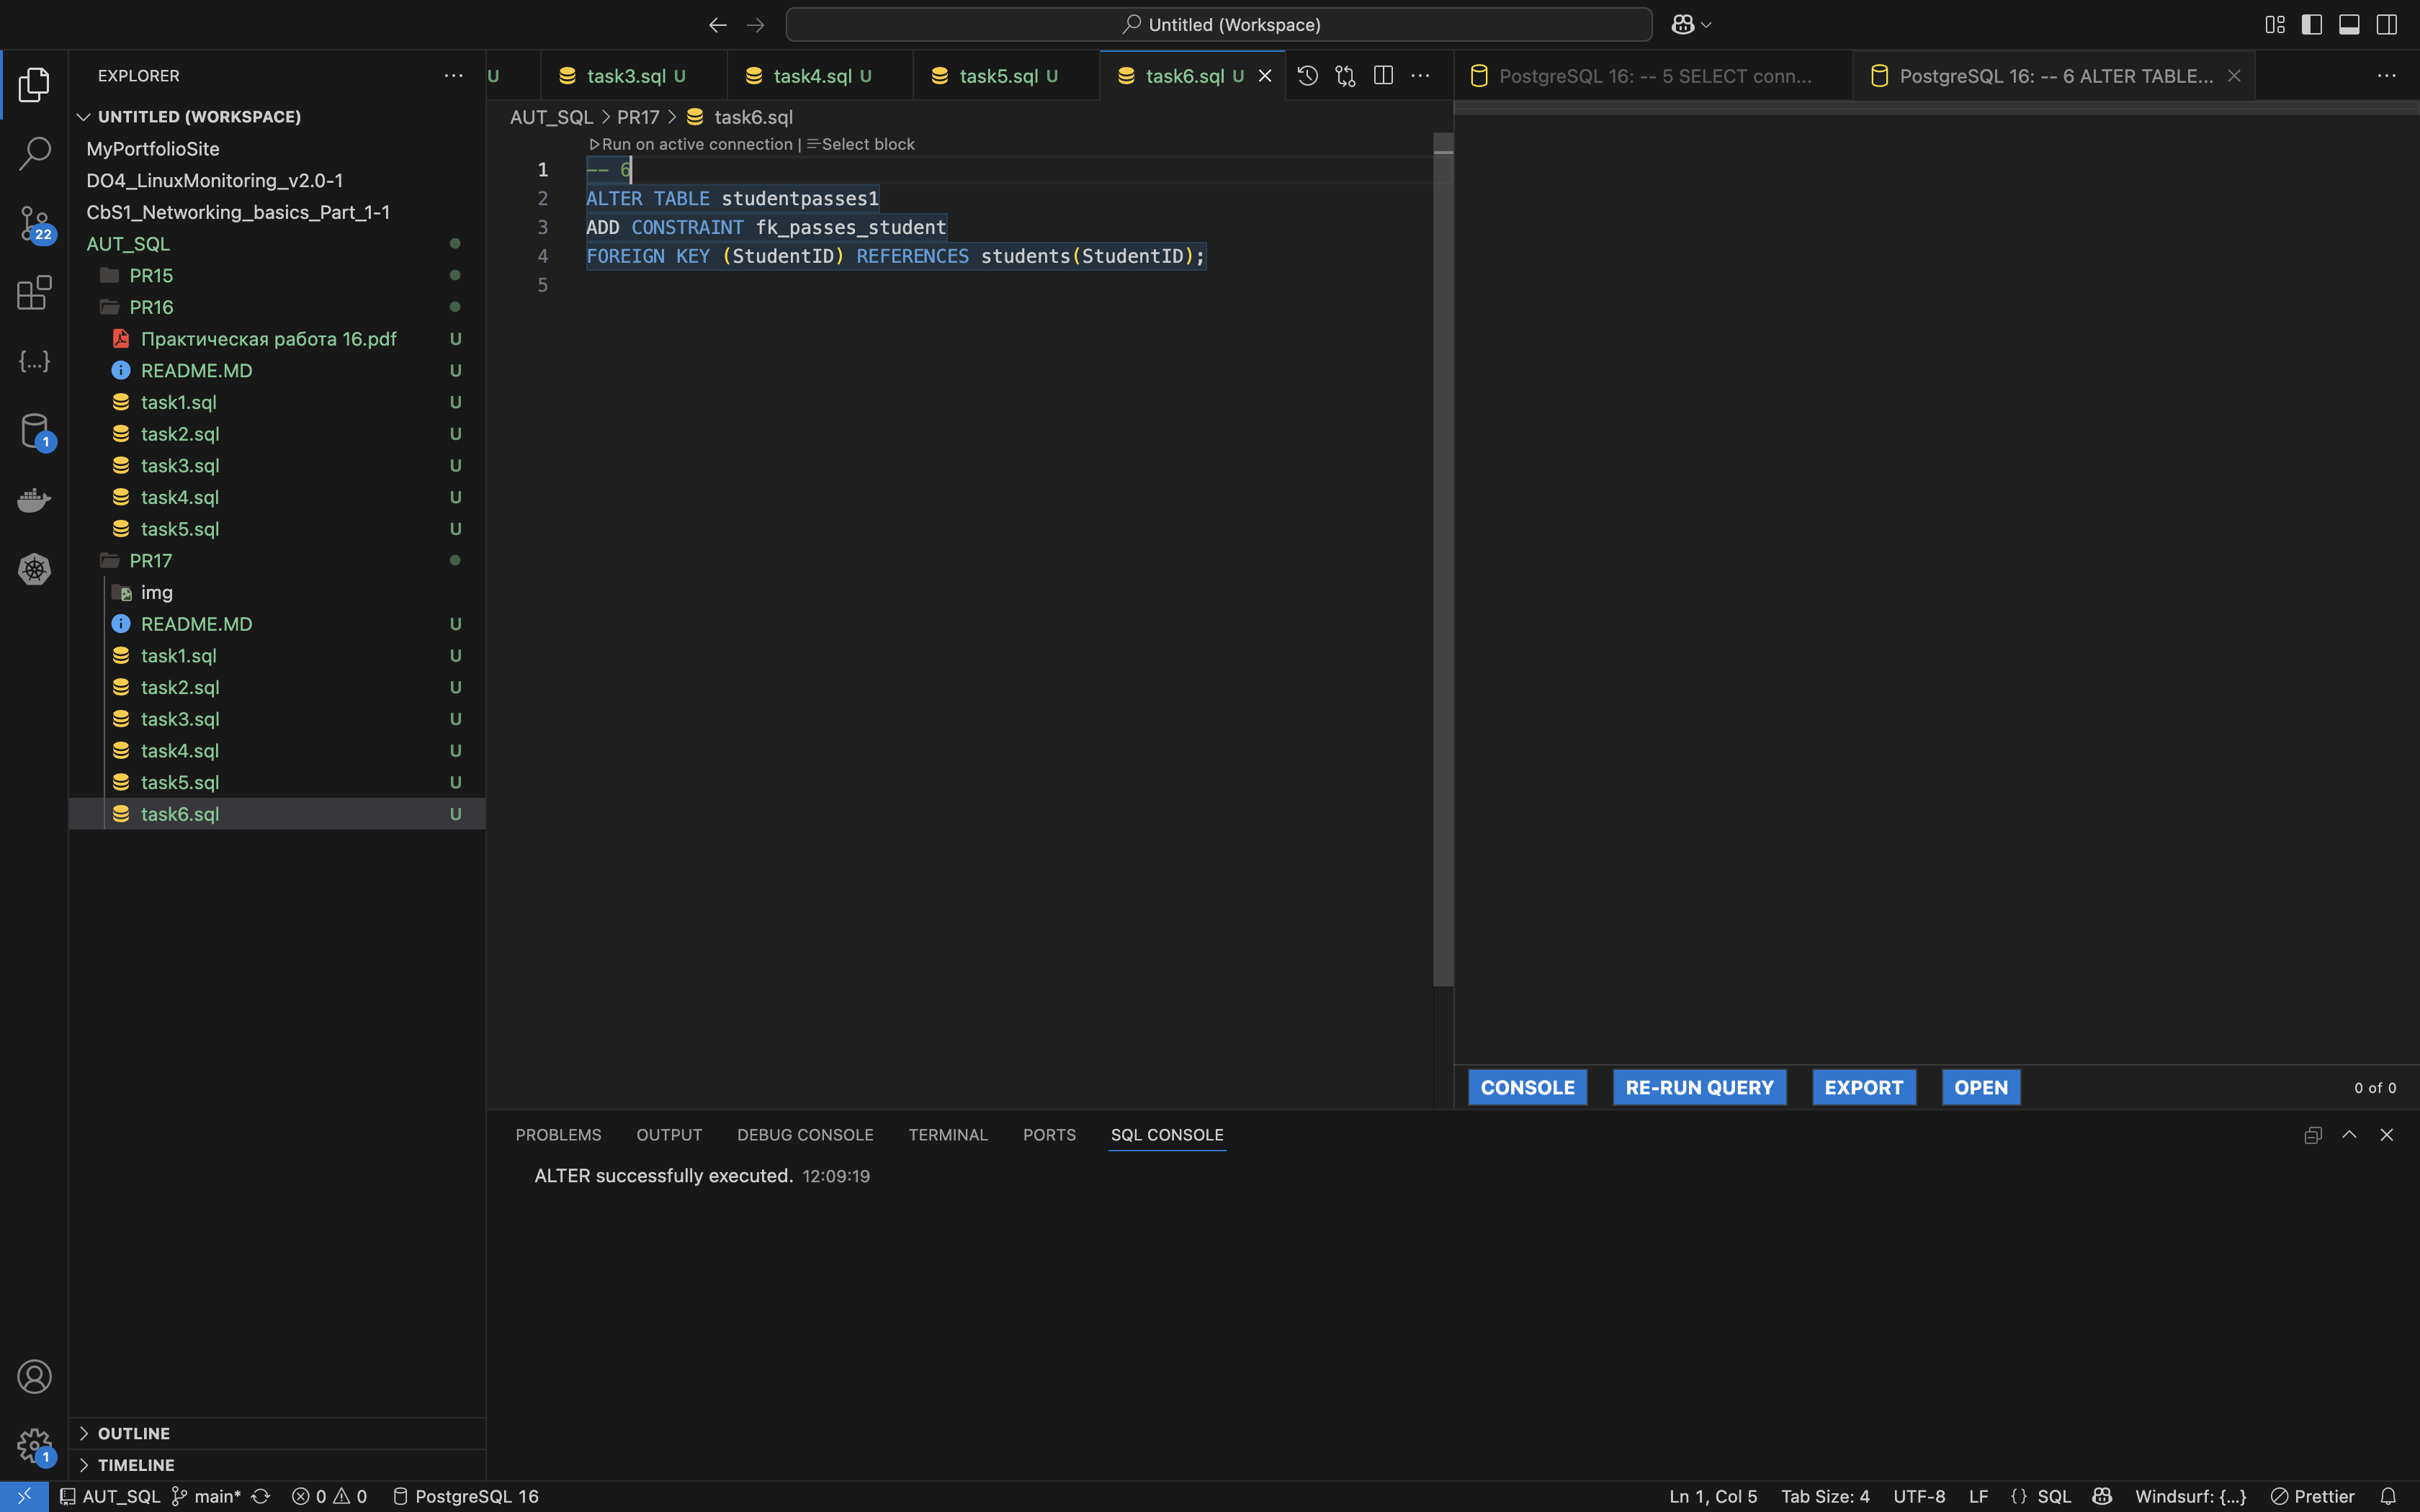 Untitled (Workspace)
EXPLORER
UNTITLED (WORKSPACE)
MyPortfolioSite
DO4_LinuxMonitoring_v2.0-1
CbS1_Networking_basics_Part_1-1
AUT_SQL
PR15
PR16
Практическая работа 16.pdf U
README.MD U
task1.sql U
task2.sql U
task3.sql U
task4.sql U
task5.sql U
PR17
img
README.MD U
task1.sql U
task2.sql U
task3.sql U
task4.sql U
task5.sql U
task6.sql U
OUTLINE
TIMELINE
22
1
1
U task3.sql U task4.sql U task5.sql U task6.sql U
AUT_SQL > PR17 > task6.sql
Run on active connection | Select block
1 -- 6
2 ALTER TABLE studentpasses1
3 ADD CONSTRAINT fk_passes_student
4 FOREIGN KEY (StudentID) REFERENCES students(StudentID);
5
PostgreSQL 16: -- 5 SELECT conn... PostgreSQL 16: -- 6 ALTER TABLE...
CONSOLE RE-RUN QUERY EXPORT OPEN 0 of 0
PROBLEMS OUTPUT DEBUG CONSOLE TERMINAL PORTS SQL CONSOLE
ALTER successfully executed. 12:09:19
AUT_SQL main* 0 0 PostgreSQL 16 Ln 1, Col 5 Tab Size: 4 UTF-8 LF {} SQL Windsurf: {...} Prettier